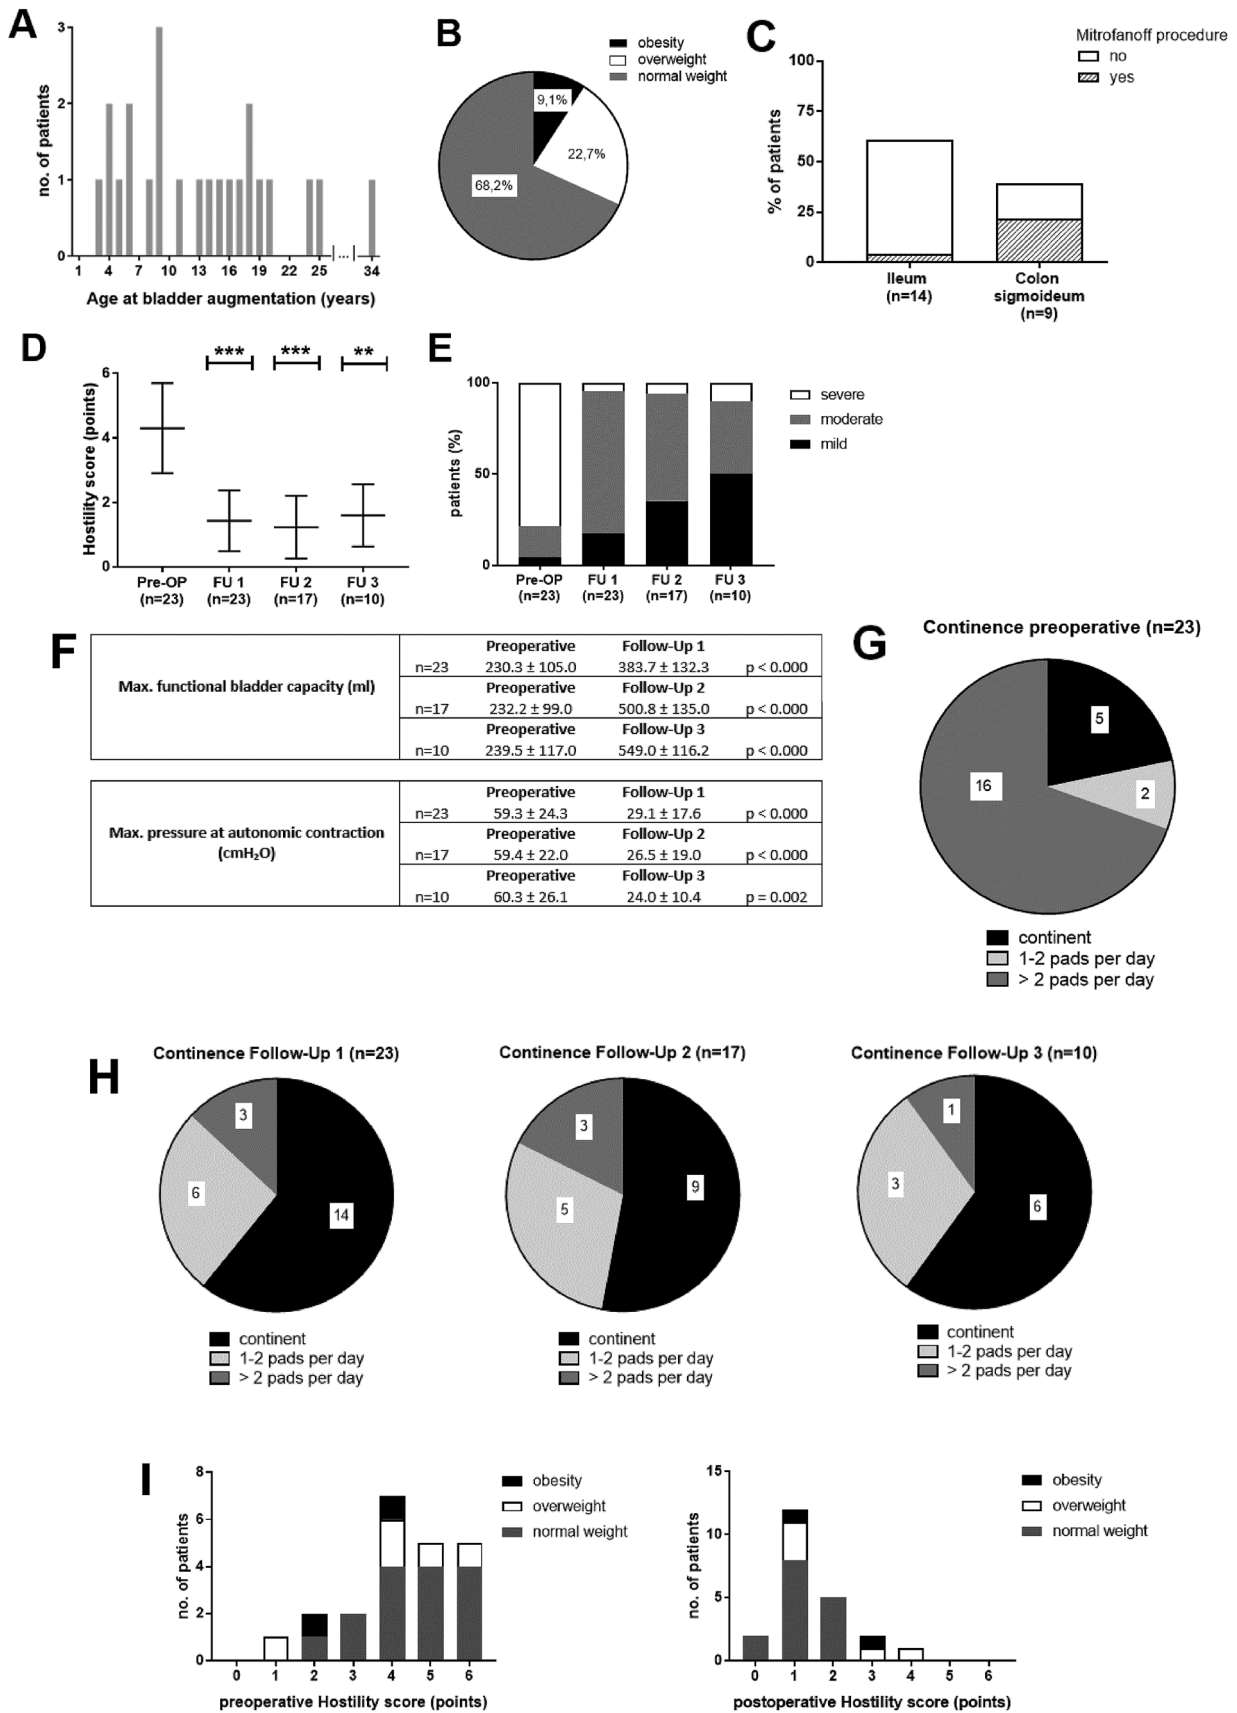 A
no. of patients
3
2
1
0
1 4 7 10 13 16 19 22 25 ... 34
Age at bladder augmentation (years)
B
obesity
overweight
normal weight
9,1%
22,7%
68,2%
C
Mitrofanoff procedure
no
yes
% of patients
100
75
50
25
0
Ileum
(n=14)
Colon
sigmoideum
(n=9)
D
*** *** **
Hostility score (points)
6
4
2
0
Pre-OP FU 1 FU 2 FU 3
(n=23) (n=23) (n=17) (n=10)
E
patients (%)
100
50
0
severe
moderate
mild
Pre-OP FU 1 FU 2 FU 3
(n=23) (n=23) (n=17) (n=10)
F
Max. functional bladder capacity (ml)
Preoperative Follow-Up 1
n=23 230.3 ± 105.0 383.7 ± 132.3 p < 0.000
Preoperative Follow-Up 2
n=17 232.2 ± 99.0 500.8 ± 135.0 p < 0.000
Preoperative Follow-Up 3
n=10 239.5 ± 117.0 549.0 ± 116.2 p < 0.000
Max. pressure at autonomic contraction
(cmH₂O)
Preoperative Follow-Up 1
n=23 59.3 ± 24.3 29.1 ± 17.6 p < 0.000
Preoperative Follow-Up 2
n=17 59.4 ± 22.0 26.5 ± 19.0 p < 0.000
Preoperative Follow-Up 3
n=10 60.3 ± 26.1 24.0 ± 10.4 p = 0.002
G
Continence preoperative (n=23)
5
2
16
continent
1-2 pads per day
> 2 pads per day
H
Continence Follow-Up 1 (n=23)
3
6
14
continent
1-2 pads per day
> 2 pads per day
Continence Follow-Up 2 (n=17)
3
9
5
continent
1-2 pads per day
> 2 pads per day
Continence Follow-Up 3 (n=10)
1
3
6
continent
1-2 pads per day
> 2 pads per day
I
no. of patients
8
6
4
2
0
0 1 2 3 4 5 6
preoperative Hostility score (points)
obesity
overweight
normal weight
no. of patients
15
10
5
0
0 1 2 3 4 5 6
postoperative Hostility score (points)
obesity
overweight
normal weight